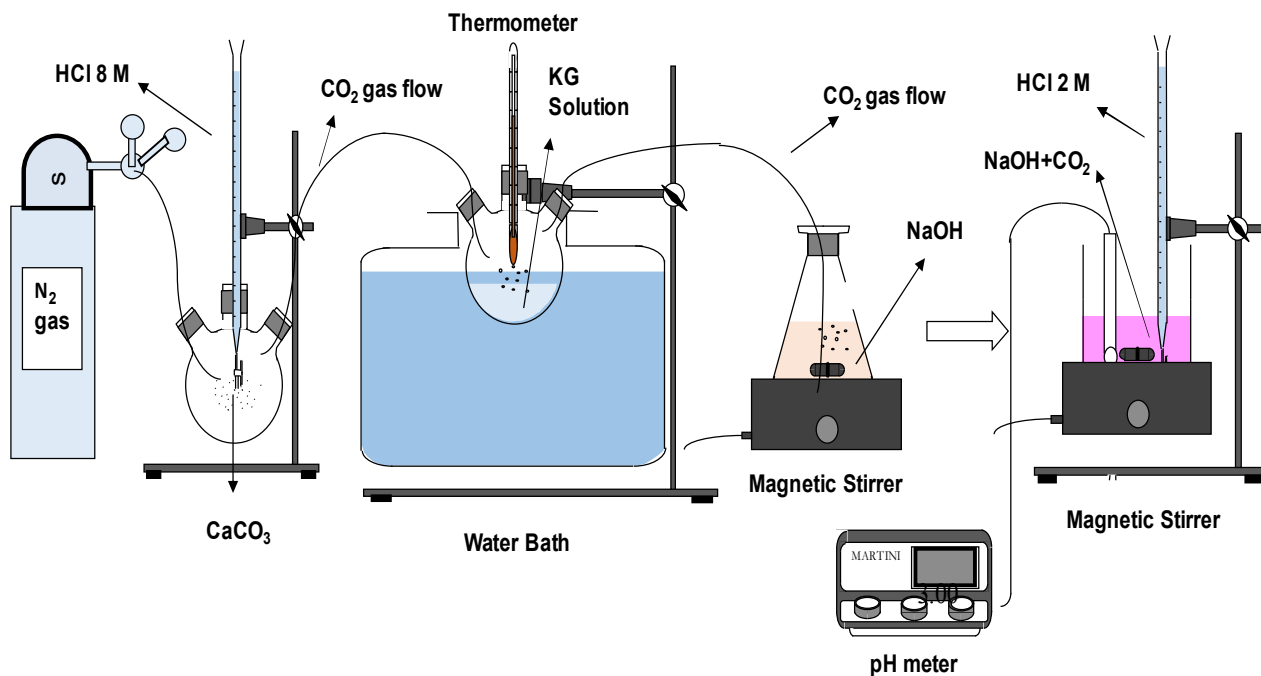 Thermometer
HCl 8 M
CO₂ gas flow
KG
Solution
CO₂ gas flow
HCl 2 M
NaOH+CO₂
S
NaOH
N₂
gas
CaCO₃
Water Bath
Magnetic Stirrer
Magnetic Stirrer
MARTINI
3.00
pH meter